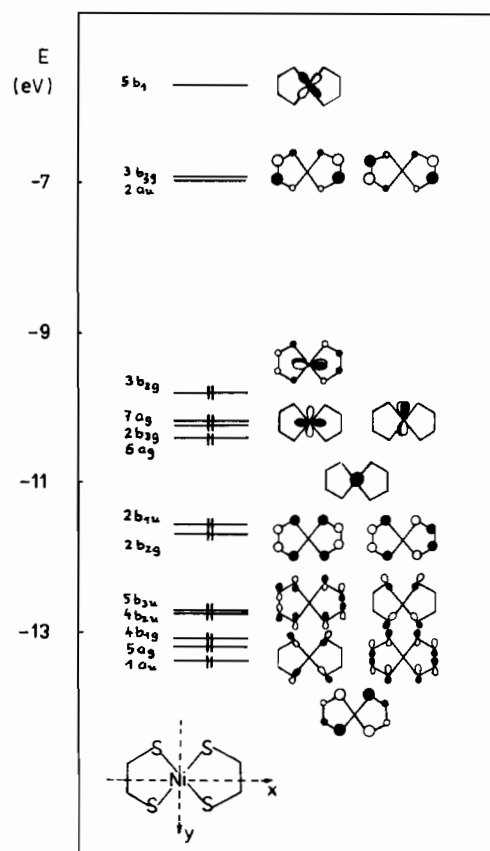 E
(eV)
5b₁
3b₃g
2au
-7
-9
3b₂g
7ag
2b₃g
6ag
-11
2b₁u
2b₂g
5b₃u
4b₂u
-13
4b₁g
5ag
1au
S S
Ni
S S
x
y